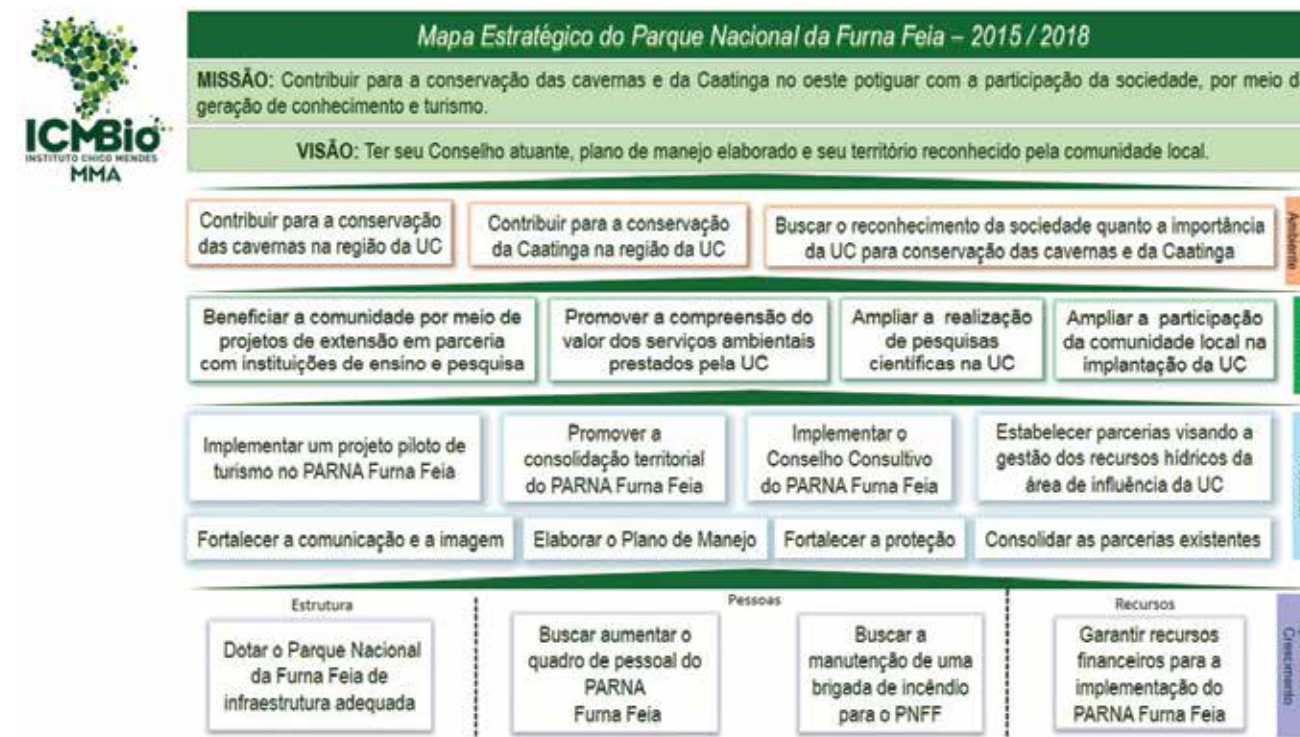 Mapa Estratégico do Parque Nacional da Furna Feia – 2015 / 2018
MISSÃO: Contribuir para a conservação das cavernas e da Caatinga no oeste potiguar com a participação da sociedade, por meio d
geração de conhecimento e turismo.
ICMBio
INSTITUTO CHICO MENDES
MMA
VISÃO: Ter seu Conselho atuante, plano de manejo elaborado e seu território reconhecido pela comunidade local.
Contribuir para a conservação
das cavernas na região da UC
Contribuir para a conservação
da Caatinga na região da UC
Buscar o reconhecimento da sociedade quanto a importância
da UC para conservação das cavernas e da Caatinga
Ambiente
Beneficiar a comunidade por meio de
projetos de extensão em parceria
com instituições de ensino e pesquisa
Promover a compreensão do
valor dos serviços ambientais
prestados pela UC
Ampliar a realização
de pesquisas
científicas na UC
Ampliar a participação
da comunidade local na
implantação da UC
Implementar um projeto piloto de
turismo no PARNA Furna Feia
Promover a
consolidação territorial
do PARNA Furna Feia
Implementar o
Conselho Consultivo
do PARNA Furna Feia
Estabelecer parcerias visando a
gestão dos recursos hídricos da
área de influência da UC
Fortalecer a comunicação e a imagem
Elaborar o Plano de Manejo
Fortalecer a proteção
Consolidar as parcerias existentes
Estrutura
Dotar o Parque Nacional
da Furna Feia de
infraestrutura adequada
Pessoas
Buscar aumentar o
quadro de pessoal do
PARNA
Furna Feia
Buscar a
manutenção de uma
brigada de incêndio
para o PNFF
Recursos
Garantir recursos
financeiros para a
implementação do
PARNA Furna Feia
Crescimento